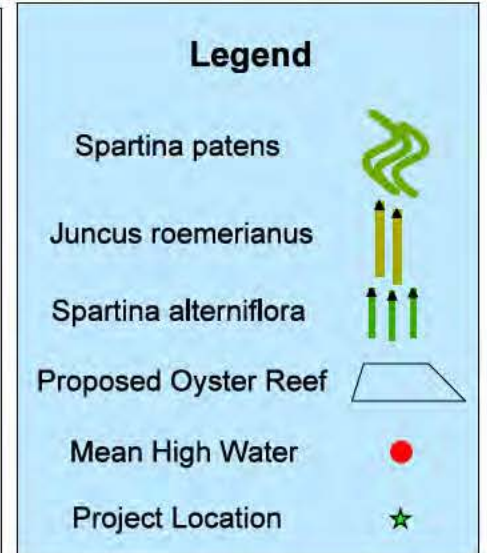 Legend
Spartina patens
Juncus roemerianus
Spartina alterniflora
Proposed Oyster Reef
Mean High Water
Project Location